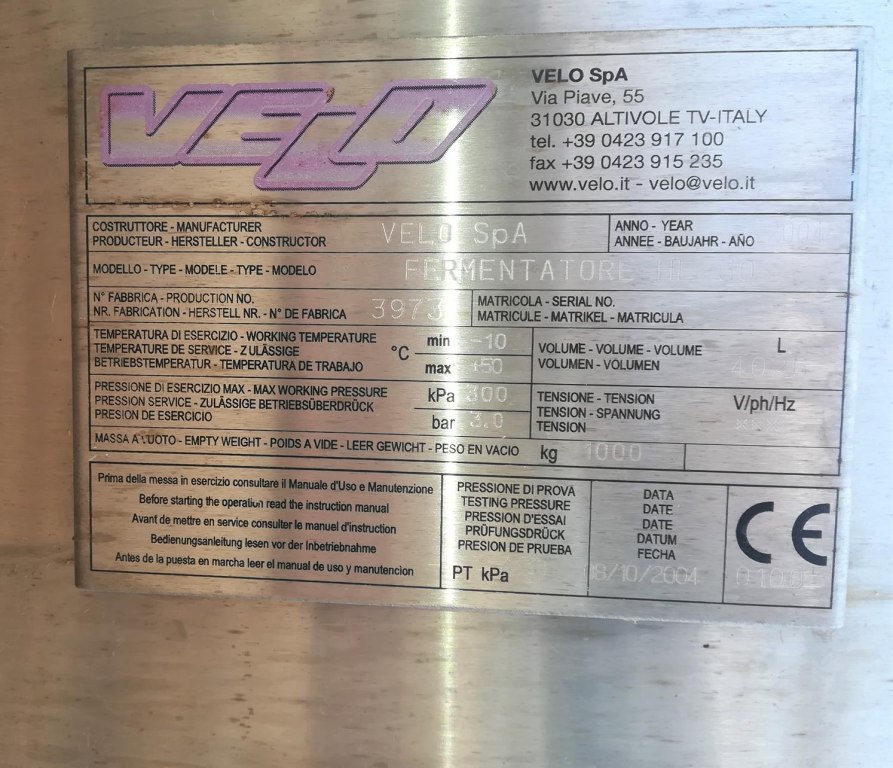 VELO
VELO SpA
Via Piave, 55
31030 ALTIVOLE TV-ITALY
tel. +39 0423 917 100
fax +39 0423 915 235
www.velo.it - velo@velo.it
COSTRUTTORE - MANUFACTURER
PRODUCTEUR - HERSTELLER - CONSTRUCTOR
VELO SpA
ANNO - YEAR
ANNEE - BAUJAHR - AÑO
MODELLO - TYPE - MODELE - TYPE - MODELO
FERMENTATORE
N° FABBRICA - PRODUCTION NO.
NR. FABRICATION - HERSTELL NR. - N° DE FABRICA
3973
MATRICOLA - SERIAL NO.
MATRICULE - MATRIKEL - MATRICULA
TEMPERATURA DI ESERCIZIO - WORKING TEMPERATURE
TEMPERATURE DE SERVICE - ZULÄSSIGE
BETRIEBSTEMPERATUR - TEMPERATURA DE TRABAJO
°C
min -10
max +50
VOLUME - VOLUME - VOLUME
VOLUMEN - VOLUMEN
L
PRESSIONE DI ESERCIZIO MAX - MAX WORKING PRESSURE
PRESSION SERVICE - ZULÄSSIGE BETRIEBSÜBERDRÜCK
PRESION DE ESERCICIO
kPa 300
bar 3.0
TENSIONE - TENSION
TENSION - SPANNUNG
TENSION
V/ph/Hz
MASSA A VUOTO - EMPTY WEIGHT - POIDS A VIDE - LEER GEWICHT - PESO EN VACIO
kg 1000
Prima della messa in esercizio consultare il Manuale d'Uso e Manutenzione
Before starting the operation read the instruction manual
Avant de mettre en service consulter le manuel d'instruction
Bedienungsanleitung lesen vor der Inbetriebnahme
Antes de la puesta en marcha leer el manual de uso y manutencion
PRESSIONE DI PROVA
TESTING PRESSURE
PRESSION D'ESSAI
PRÜFUNGSDRÜCK
PRESION DE PRUEBA
PT kPa
DATA
DATE
DATE
DATUM
FECHA
08/10/2004
CE